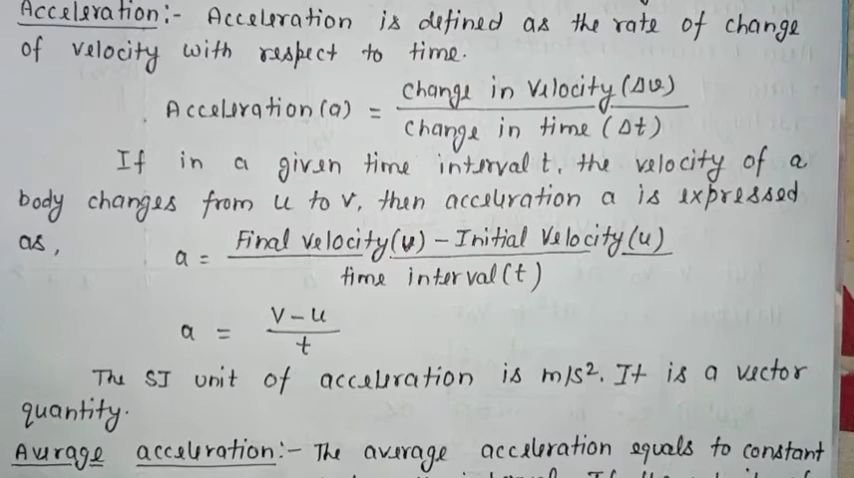 Acceleration:- Acceleration is defined as the rate of change
of velocity with respect to time.
Acceleration (a) = change in velocity (Δv) / change in time (Δt)
If in a given time interval t, the velocity of a
body changes from u to v, then acceleration a is expressed
as,
a = Final velocity (v) - Initial velocity (u) / time interval (t)
a = v - u / t
The SI unit of acceleration is m/s². It is a vector
quantity.
Average acceleration:- The average acceleration equals to constant